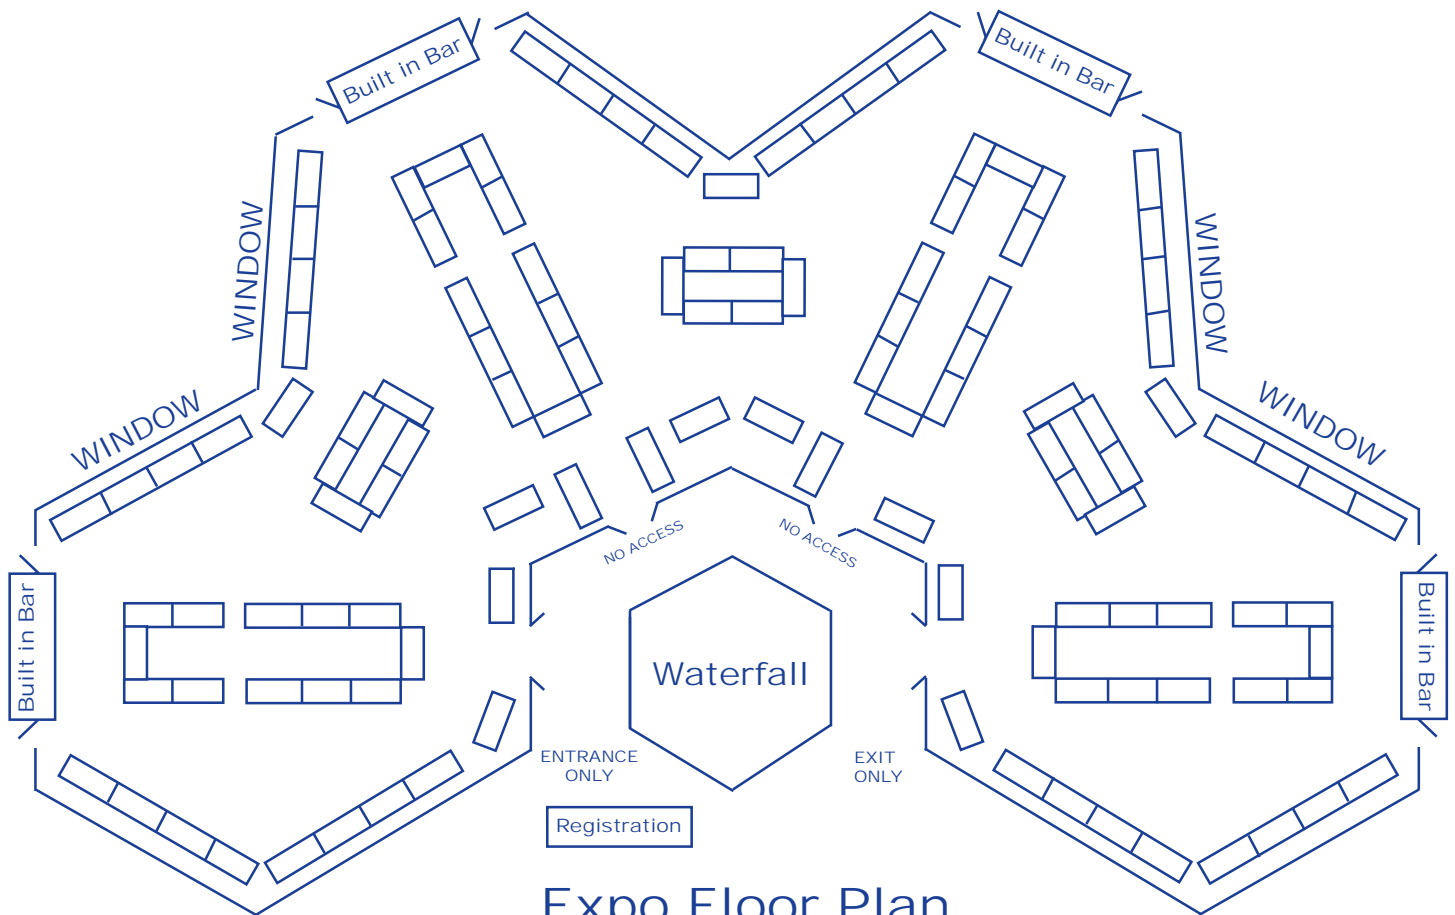 Built in Bar
Built in Bar
WINDOW
WINDOW
WINDOW
WINDOW
NO ACCESS
NO ACCESS
Built in Bar
Built in Bar
Waterfall
ENTRANCE
ONLY
EXIT
ONLY
Registration
Expo Floor Plan